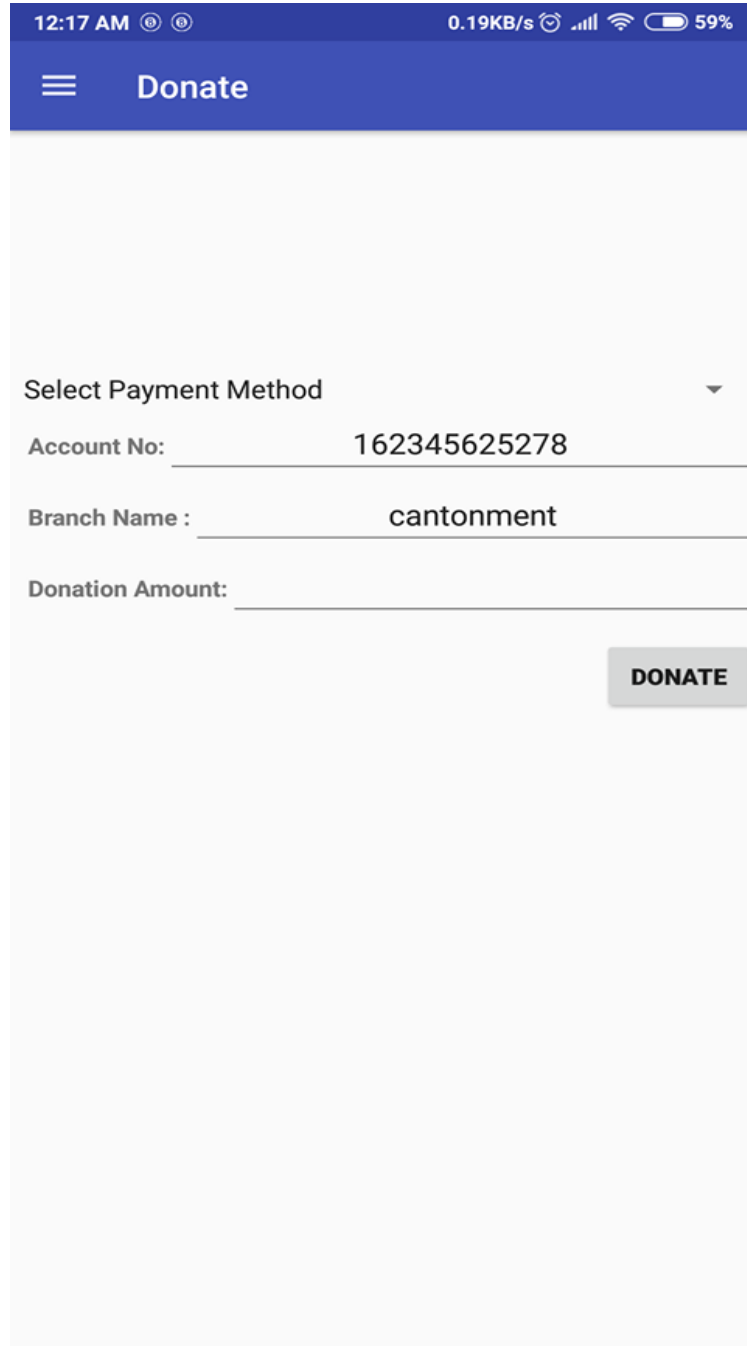 12:17 AM 0.19KB/s 59%
Donate
Select Payment Method
Account No: 162345625278
Branch Name : cantonment
Donation Amount:
DONATE